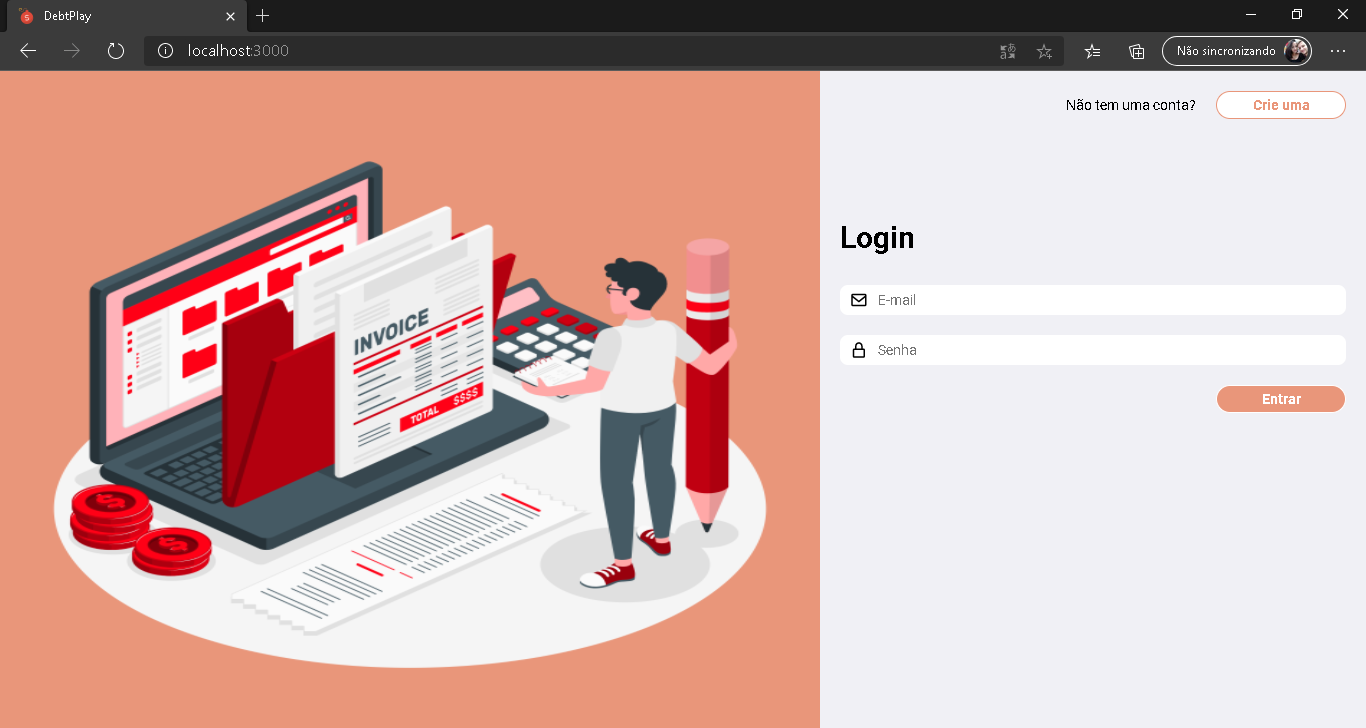 DebtPlay
localhost:3000
Não sincronizando
Não tem uma conta?
Crie uma
Login
E-mail
Senha
Entrar
INVOICE
TOTAL $$$$